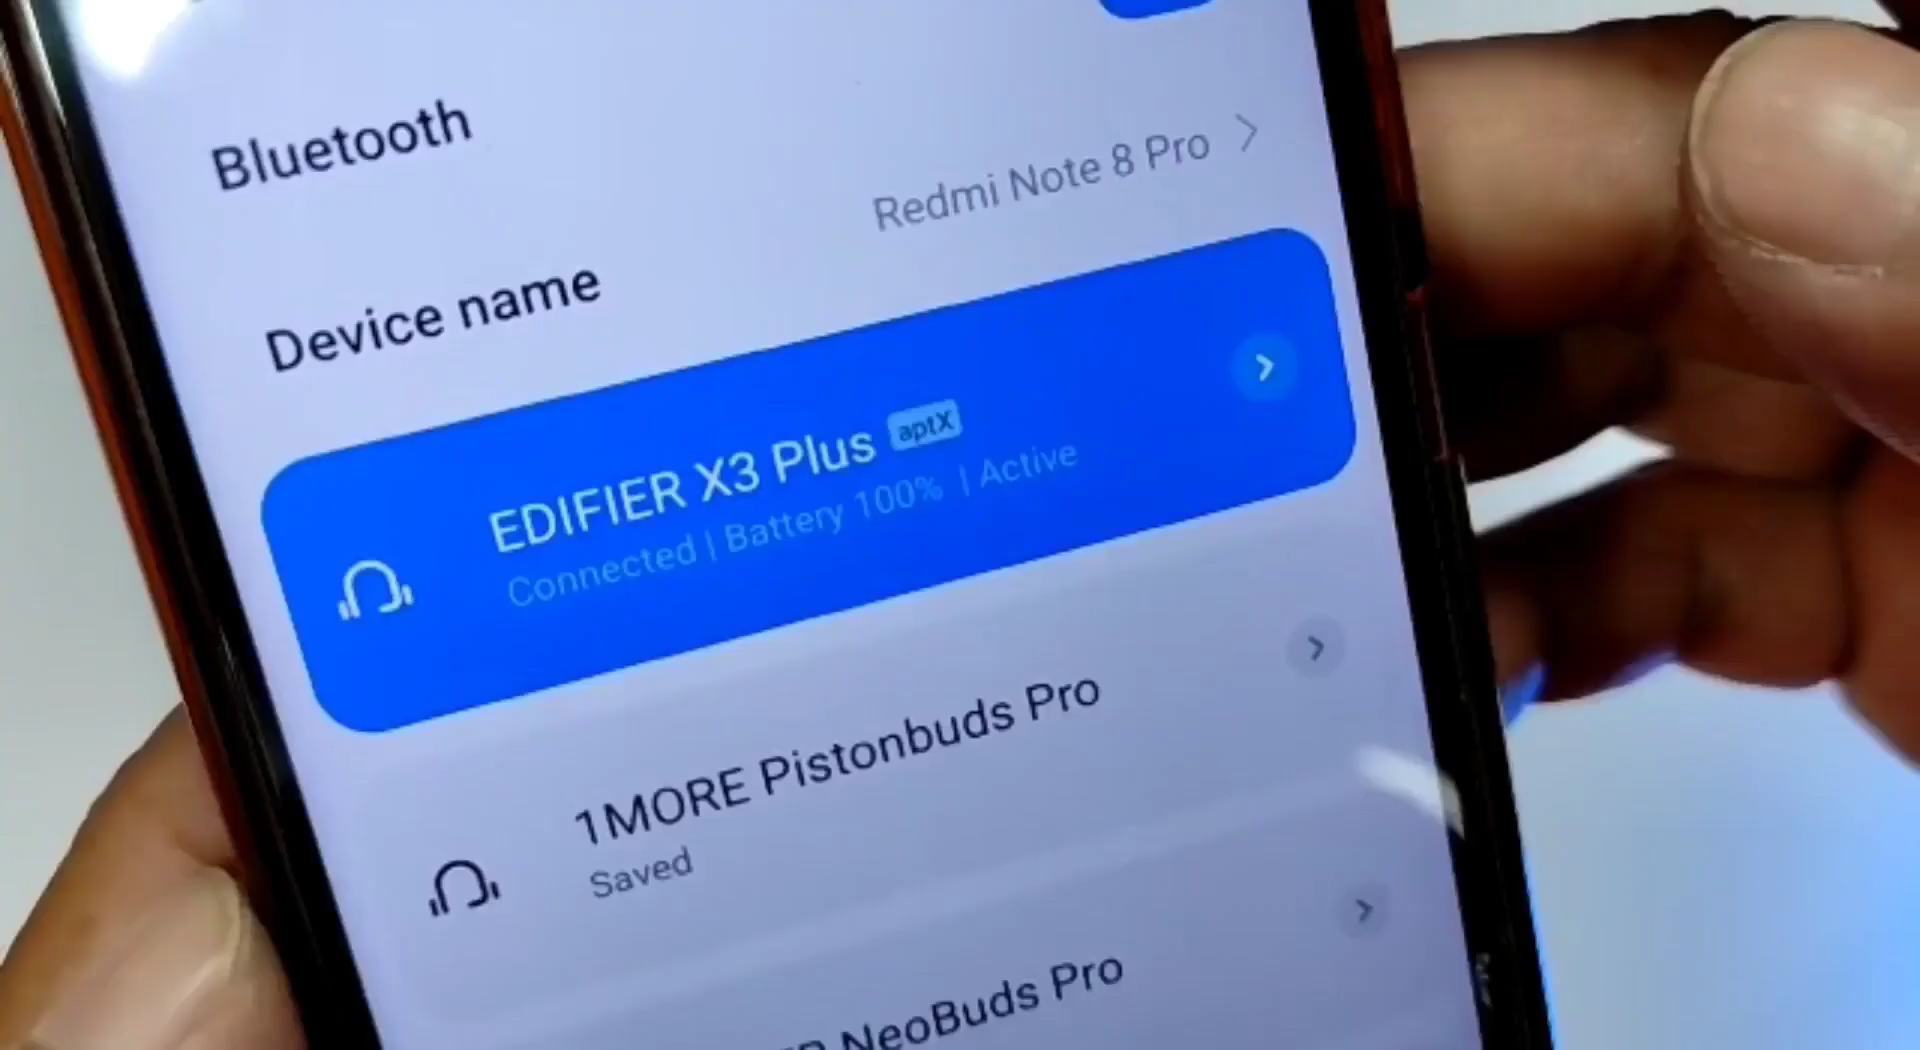 Bluetooth
Redmi Note 8 Pro
Device name
EDIFIER X3 Plus aptX
Connected | Battery 100% | Active
1MORE Pistonbuds Pro
Saved
NeoBuds Pro